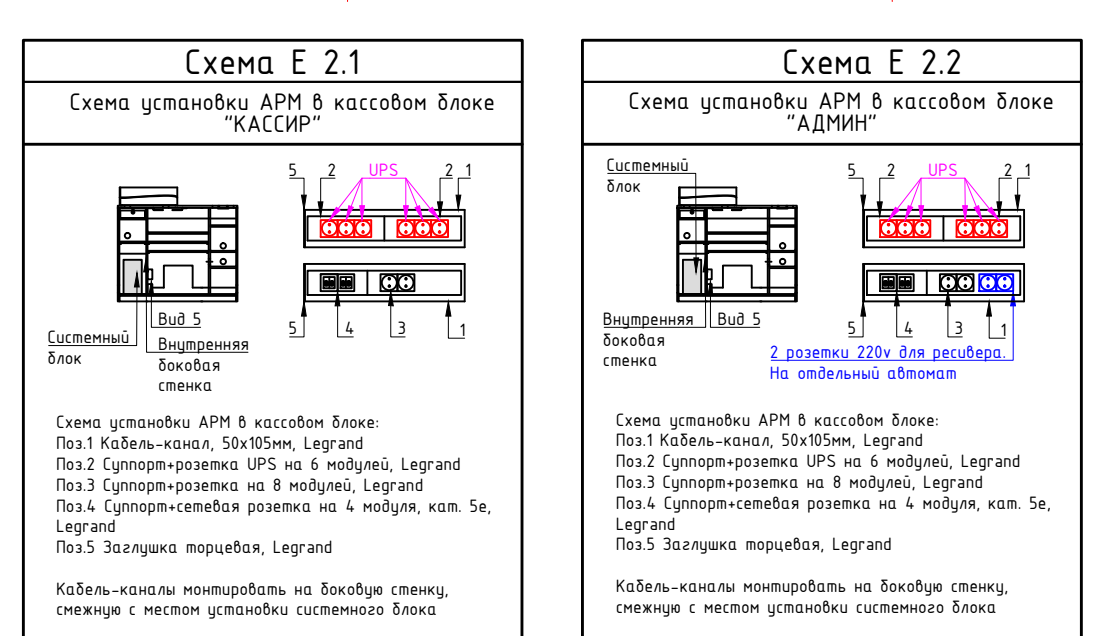 Схема Е 2.1
Схема установки АРМ в кассовом блоке
"КАССИР"
5
2
UPS
2
1
Системный
блок
Вид 5
Внутренняя
боковая
стенка
5
4
3
1
Схема установки АРМ в кассовом блоке:
Поз.1 Кабель-канал, 50х105мм, Legrand
Поз.2 Суппорт+розетка UPS на 6 модулей, Legrand
Поз.3 Суппорт+розетка на 8 модулей, Legrand
Поз.4 Суппорт+сетевая розетка на 4 модуля, кат. 5е,
Legrand
Поз.5 Заглушка торцевая, Legrand
Кабель-каналы монтировать на боковую стенку,
смежную с местом установки системного блока
Схема Е 2.2
Схема установки АРМ в кассовом блоке
"АДМИН"
Системный
блок
5
2
UPS
2
1
Внутренняя
боковая
стенка
Вид 5
5
4
3
1
2 розетки 220v для ресивера.
На отдельный автомат
Схема установки АРМ в кассовом блоке:
Поз.1 Кабель-канал, 50х105мм, Legrand
Поз.2 Суппорт+розетка UPS на 6 модулей, Legrand
Поз.3 Суппорт+розетка на 8 модулей, Legrand
Поз.4 Суппорт+сетевая розетка на 4 модуля, кат. 5е,
Legrand
Поз.5 Заглушка торцевая, Legrand
Кабель-каналы монтировать на боковую стенку,
смежную с местом установки системного блока